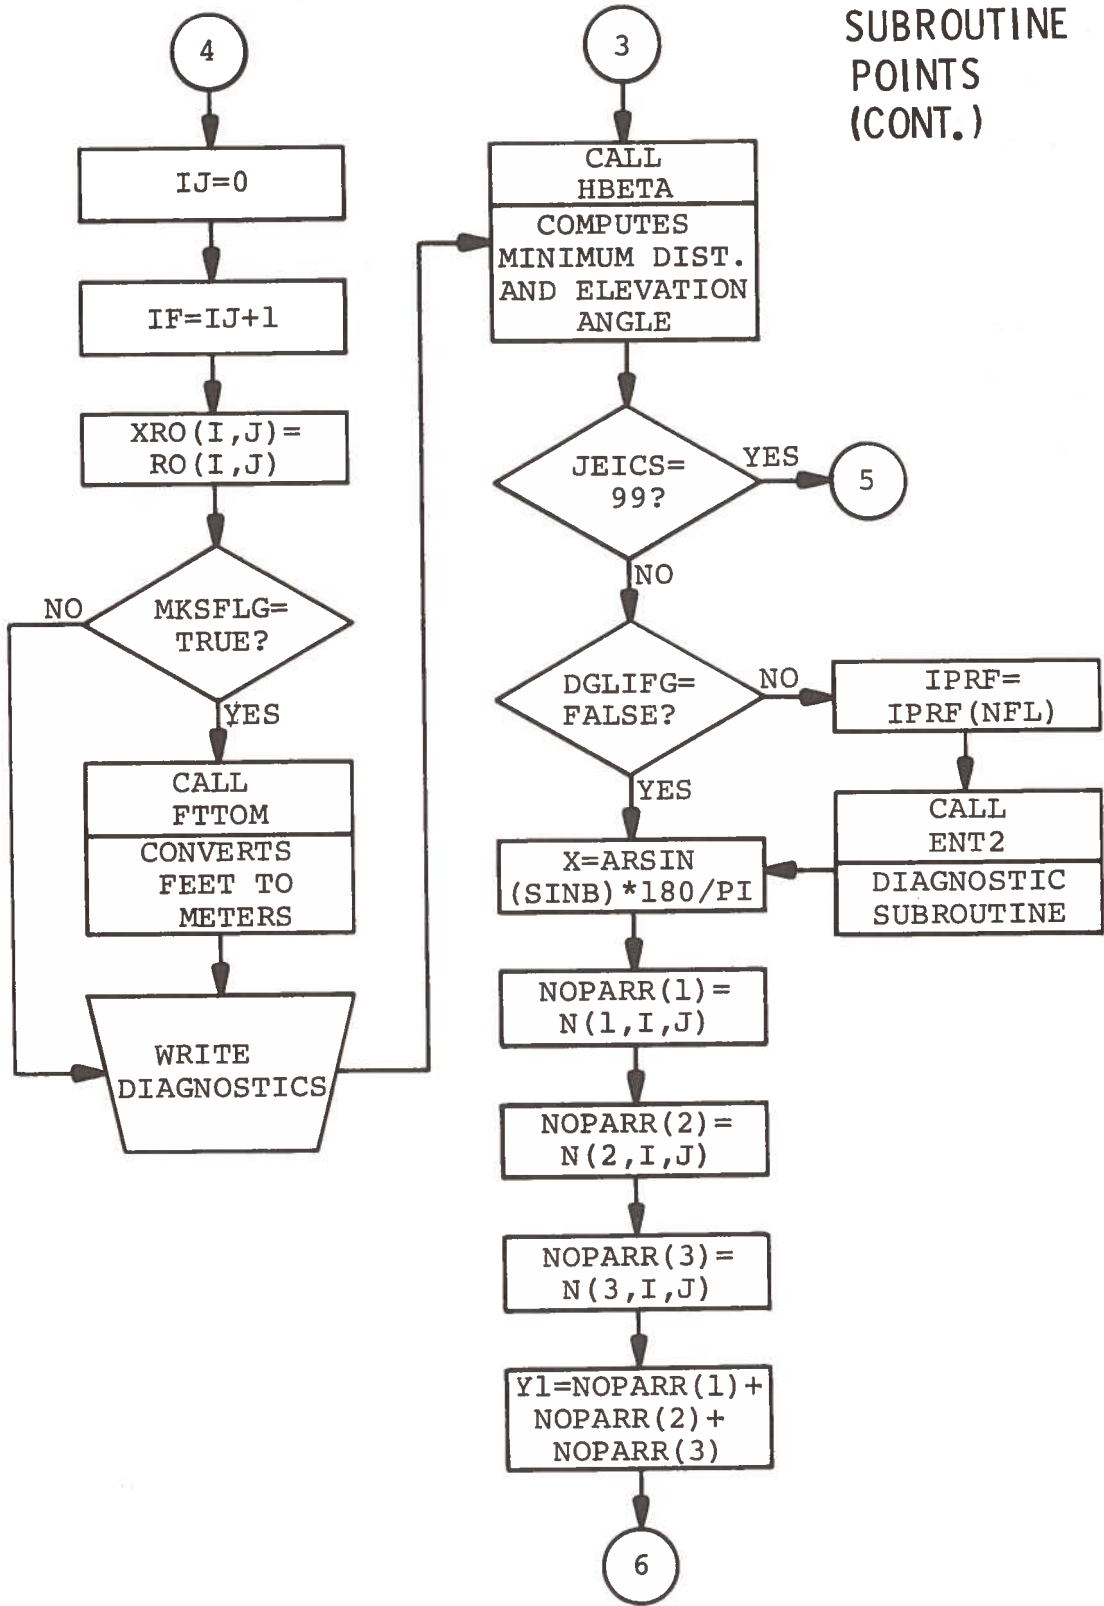 SUBROUTINE
POINTS
(CONT.)
4
IJ=0
IF=IJ+1
XRO(I,J)=
RO(I,J)
MKSFLG=
TRUE?
NO
YES
CALL
FTTOM
CONVERTS
FEET TO
METERS
WRITE
DIAGNOSTICS
3
CALL
HBETA
COMPUTES
MINIMUM DIST.
AND ELEVATION
ANGLE
JEICS=
99?
YES
5
NO
DGLIFG=
FALSE?
NO
IPRF=
IPRF(NFL)
CALL
ENT2
DIAGNOSTIC
SUBROUTINE
YES
X=ARSIN
(SINB)*180/PI
NOPARR(1)=
N(1,I,J)
NOPARR(2)=
N(2,I,J)
NOPARR(3)=
N(3,I,J)
Y1=NOPARR(1)+
NOPARR(2)+
NOPARR(3)
6